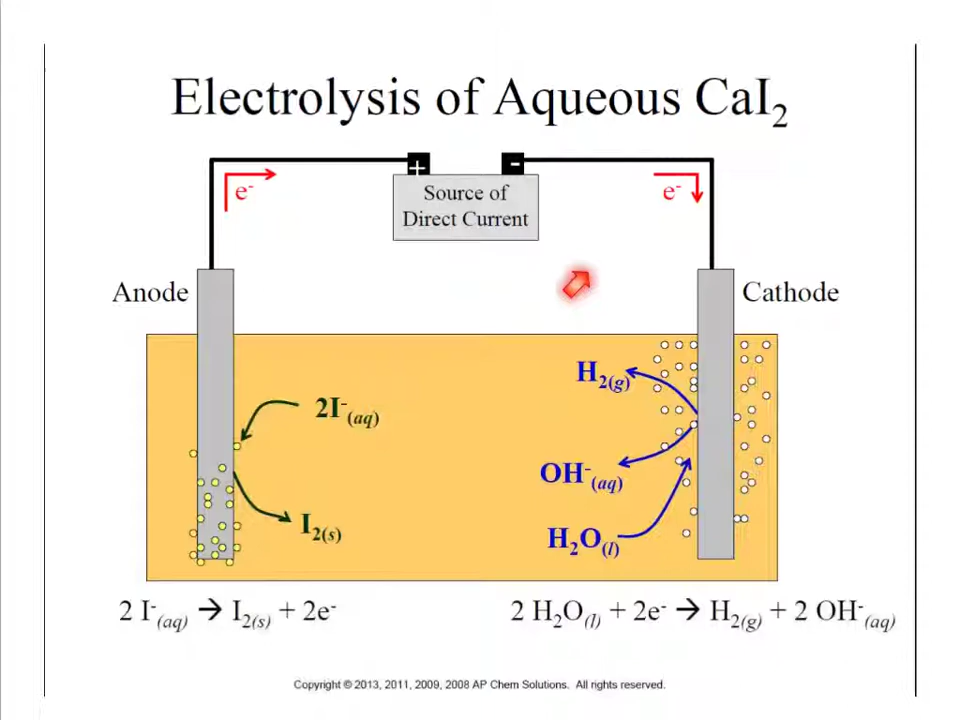 Electrolysis of Aqueous CaI₂
+ -
e⁻ e⁻
Source of
Direct Current
Anode Cathode
H₂(g)
2I⁻(aq)
OH⁻(aq)
I₂(s)
H₂O(l)
2 I⁻(aq) → I₂(s) + 2e⁻ 2 H₂O(l) + 2e⁻ → H₂(g) + 2 OH⁻(aq)
Copyright © 2013, 2011, 2009, 2008 AP Chem Solutions. All rights reserved.